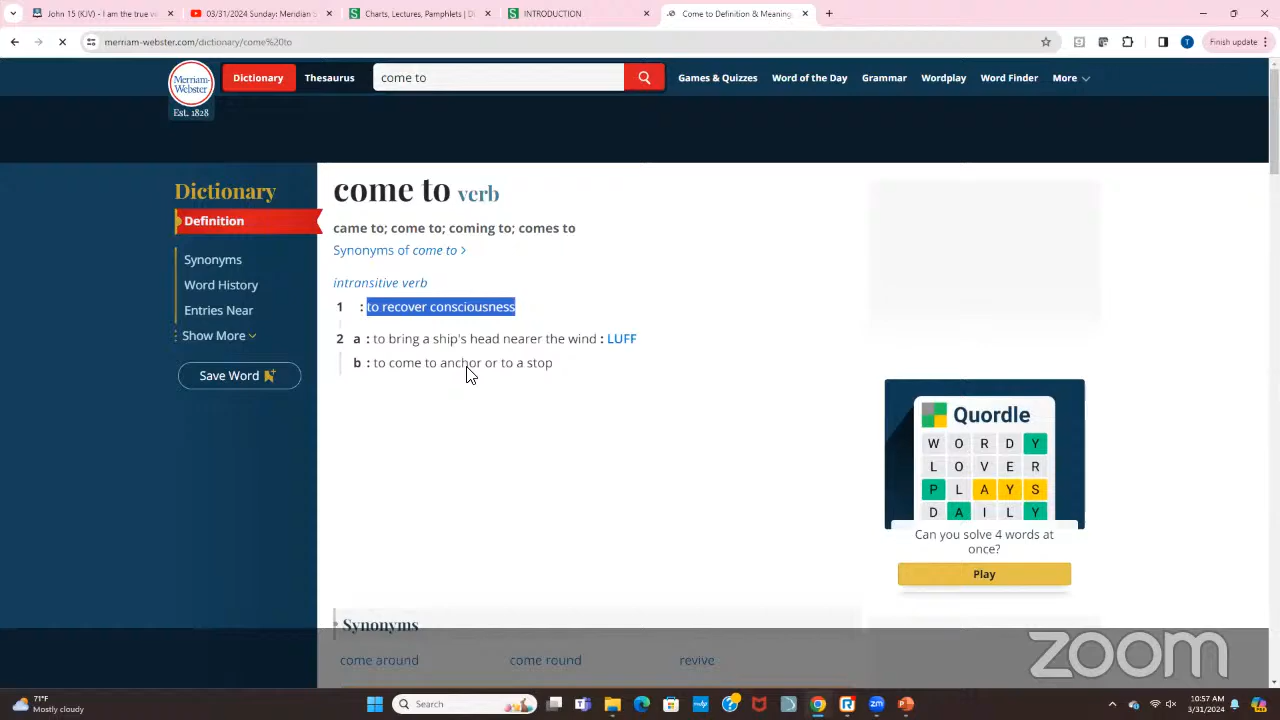 John 15 (KJV) - I am the true vi
03/31/2024 Morning Sunday S
Charts, Lectures, Pamphlets | Di
INTRODUCTION
Come to Definition & Meaning
merriam-webster.com/dictionary/come%20to
T
Finish update
Merriam-
Webster
Est. 1828
Dictionary
Thesaurus
come to
Games & Quizzes
Word of the Day
Grammar
Wordplay
Word Finder
More
Dictionary
Definition
Synonyms
Word History
Entries Near
Show More
Save Word
come to verb
came to; come to; coming to; comes to
Synonyms of come to >
intransitive verb
1 : to recover consciousness
2 a : to bring a ship's head nearer the wind : LUFF
b : to come to anchor or to a stop
Quordle
W O R D Y
L O V E R
P L A Y S
D A I L Y
Can you solve 4 words at
once?
Play
Synonyms
come around
come round
revive
zoom
71°F
Mostly cloudy
Search
10:57 AM
3/31/2024